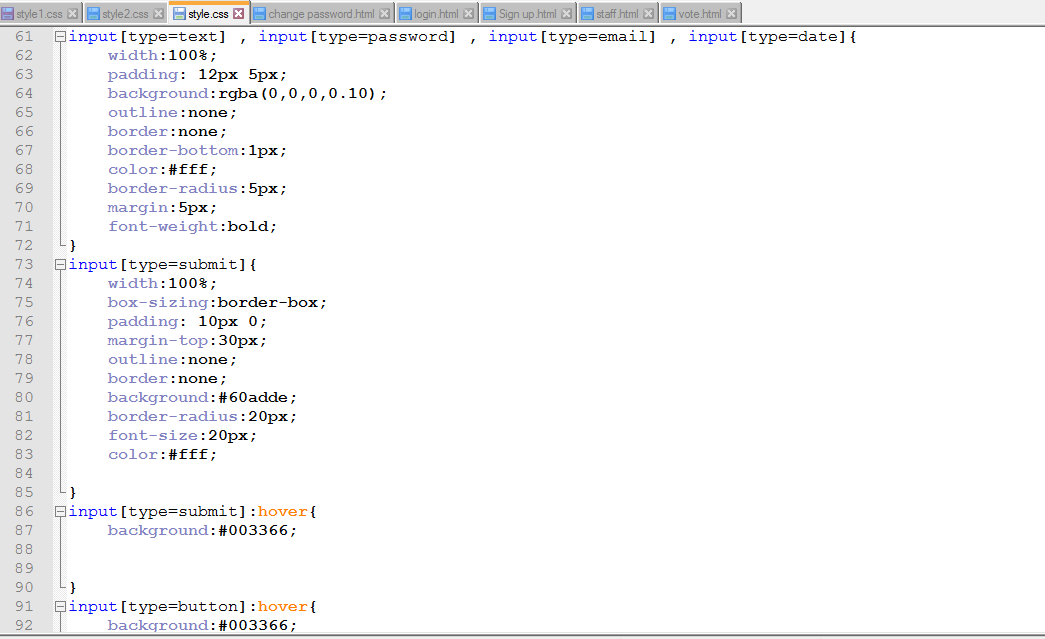 style1.css style2.css style.css change password.html login.html Sign up.html staff.html vote.html
61 input[type=text] , input[type=password] , input[type=email] , input[type=date]{
62 width:100%;
63 padding: 12px 5px;
64 background:rgba(0,0,0,0.10);
65 outline:none;
66 border:none;
67 border-bottom:1px;
68 color:#fff;
69 border-radius:5px;
70 margin:5px;
71 font-weight:bold;
72 }
73 input[type=submit]{
74 width:100%;
75 box-sizing:border-box;
76 padding: 10px 0;
77 margin-top:30px;
78 outline:none;
79 border:none;
80 background:#60adde;
81 border-radius:20px;
82 font-size:20px;
83 color:#fff;
84
85 }
86 input[type=submit]:hover{
87 background:#003366;
88
89
90 }
91 input[type=button]:hover{
92 background:#003366;